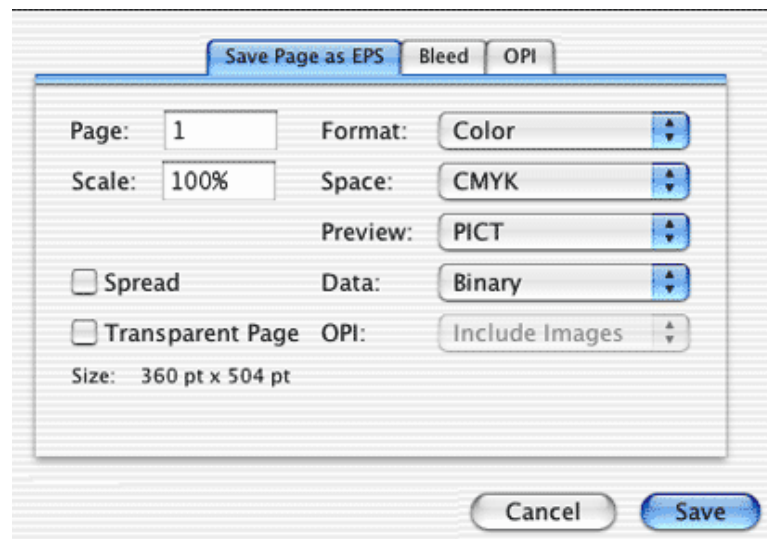 Save Page as EPS Bleed OPI
Page: 1 Format: Color
Scale: 100% Space: CMYK
Preview: PICT
Spread Data: Binary
Transparent Page OPI: Include Images
Size: 360 pt x 504 pt
Cancel Save